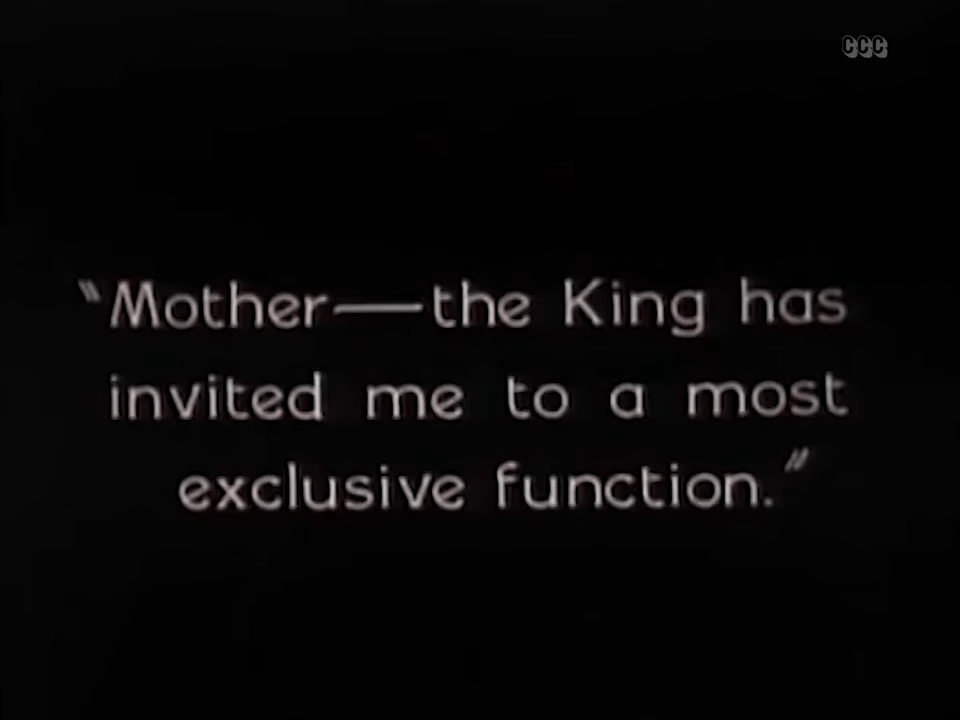 CCC
"Mother—the King has
invited me to a most
exclusive function."